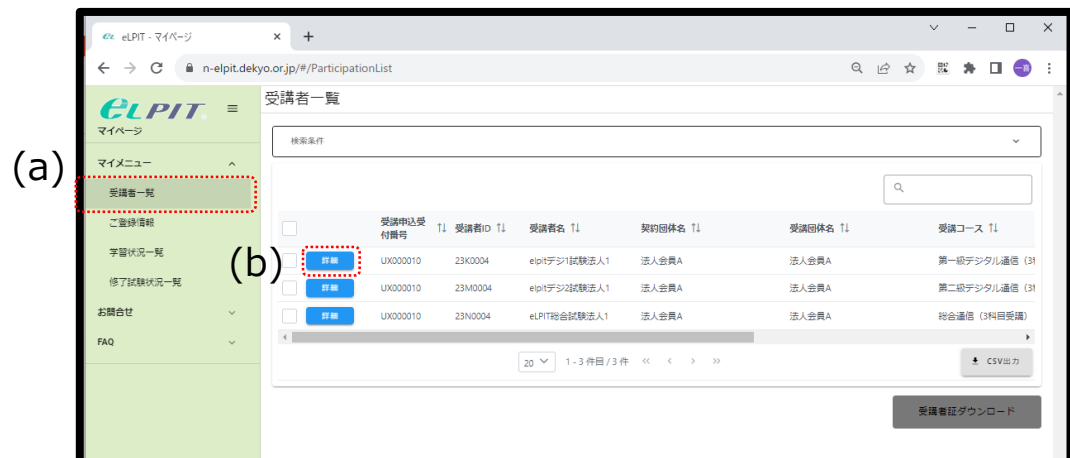 eLPIT - マイページ
n-elpit.dekyo.or.jp/#/ParticipationList
一喜
eLPIT
マイページ
受講者一覧
検索条件
(a)
マイメニュー
受講者一覧
ご登録情報
学習状況一覧
修了試験状況一覧
お問合せ
FAQ
(b)
受講申込受付番号 受講者ID 受講者名 契約団体名 受講団体名 受講コース
詳細 UX000010 23K0004 elpitデジ1試験法人1 法人会員A 法人会員A 第一級デジタル通信（3
詳細 UX000010 23M0004 elpitデジ2試験法人1 法人会員A 法人会員A 第二級デジタル通信（3
詳細 UX000010 23N0004 eLPIT総合試験法人1 法人会員A 法人会員A 総合通信（3科目受講）
20 1 - 3 件目 / 3 件
CSV出力
受講者証ダウンロード